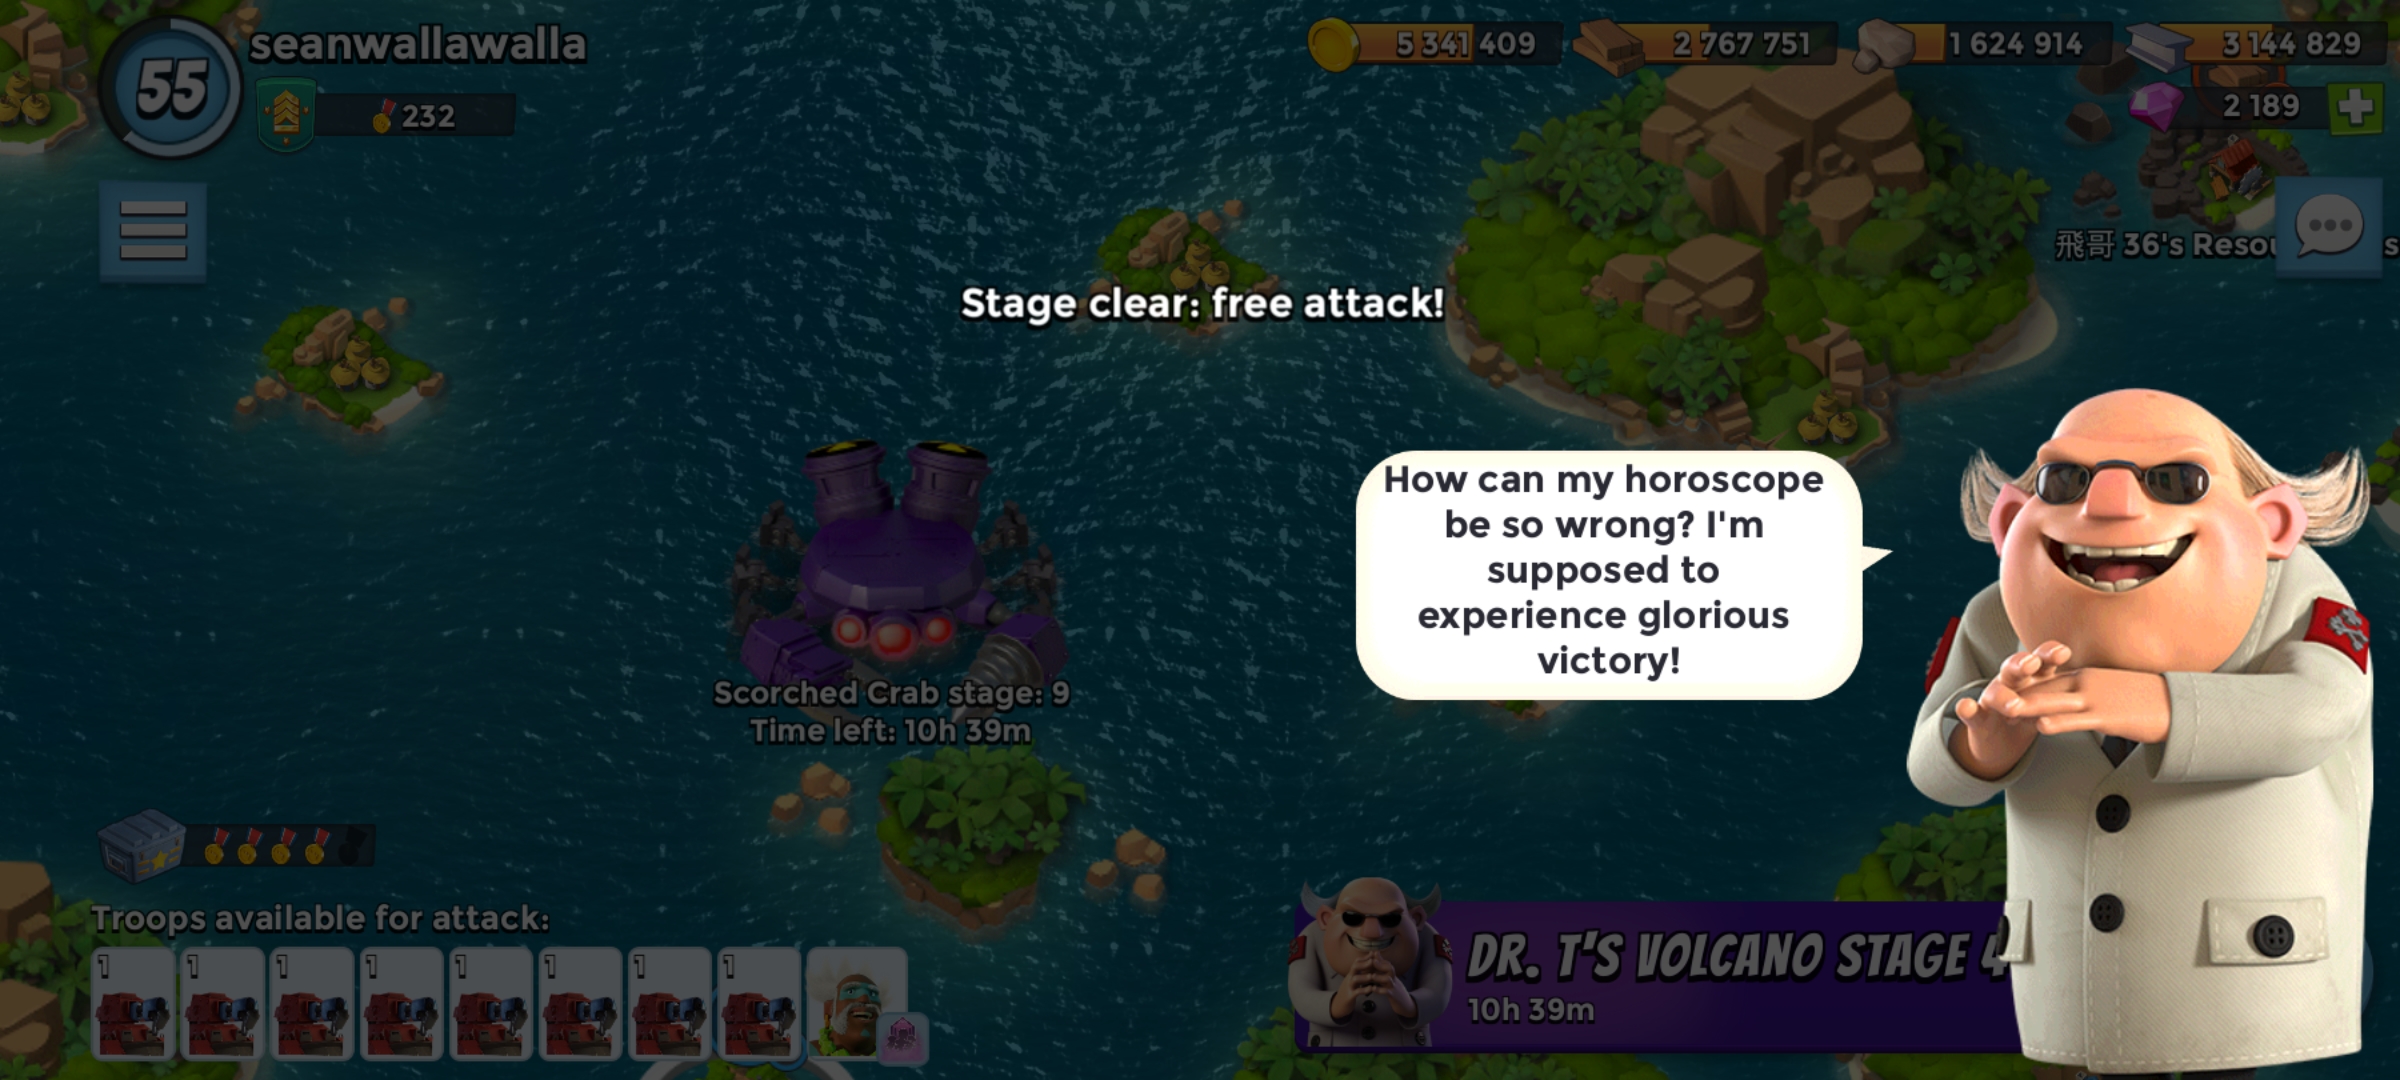 55
seanwallawalla
232
5 341 409
2 767 751
1 624 914
3 144 829
2 189
飛哥 36's
Stage clear: free attack!
How can my horoscope
be so wrong? I'm
supposed to
experience glorious
victory!
Scorched Crab stage: 9
Time left: 10h 39m
Troops available for attack:
1 1 1 1 1 1 1 1
DR. T'S VOLCANO STAGE 4
10h 39m